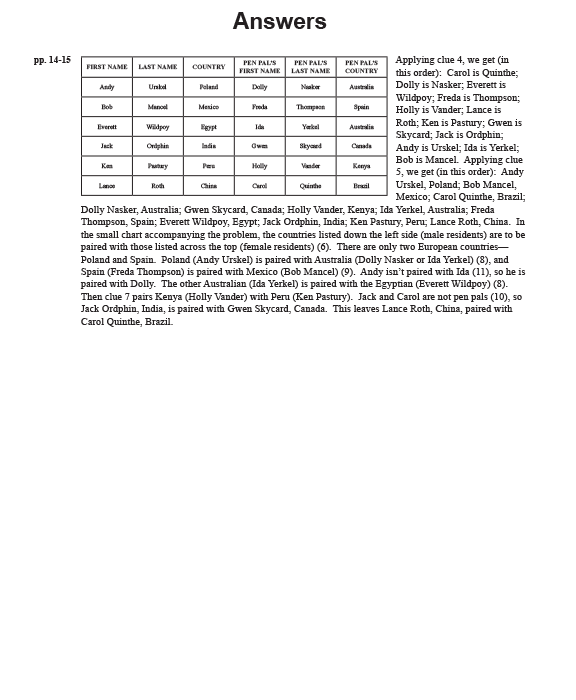 Answers
pp. 14-15
FIRST NAME LAST NAME COUNTRY PEN PAL'S FIRST NAME PEN PAL'S LAST NAME PEN PAL'S COUNTRY
Andy Urskel Poland Dolly Nasker Australia
Bob Mancel Mexico Freda Thompson Spain
Everett Wildpoy Egypt Ida Yerkel Australia
Jack Ordphin India Gwen Skycard Canada
Ken Pastury Peru Holly Vander Kenya
Lance Roth China Carol Quinthe Brazil
Applying clue 4, we get (in
this order): Carol is Quinthe;
Dolly is Nasker; Everett is
Wildpoy; Freda is Thompson;
Holly is Vander; Lance is
Roth; Ken is Pastury; Gwen is
Skycard; Jack is Ordphin;
Andy is Urskel; Ida is Yerkel;
Bob is Mancel. Applying clue
5, we get (in this order): Andy
Urskel, Poland; Bob Mancel,
Mexico; Carol Quinthe, Brazil;
Dolly Nasker, Australia; Gwen Skycard, Canada; Holly Vander, Kenya; Ida Yerkel, Australia; Freda
Thompson, Spain; Everett Wildpoy, Egypt; Jack Ordphin, India; Ken Pastury, Peru; Lance Roth, China. In
the small chart accompanying the problem, the countries listed down the left side (male residents) are to be
paired with those listed across the top (female residents) (6). There are only two European countries—
Poland and Spain. Poland (Andy Urskel) is paired with Australia (Dolly Nasker or Ida Yerkel) (8), and
Spain (Freda Thompson) is paired with Mexico (Bob Mancel) (9). Andy isn't paired with Ida (11), so he is
paired with Dolly. The other Australian (Ida Yerkel) is paired with the Egyptian (Everett Wildpoy) (8).
Then clue 7 pairs Kenya (Holly Vander) with Peru (Ken Pastury). Jack and Carol are not pen pals (10), so
Jack Ordphin, India, is paired with Gwen Skycard, Canada. This leaves Lance Roth, China, paired with
Carol Quinthe, Brazil.